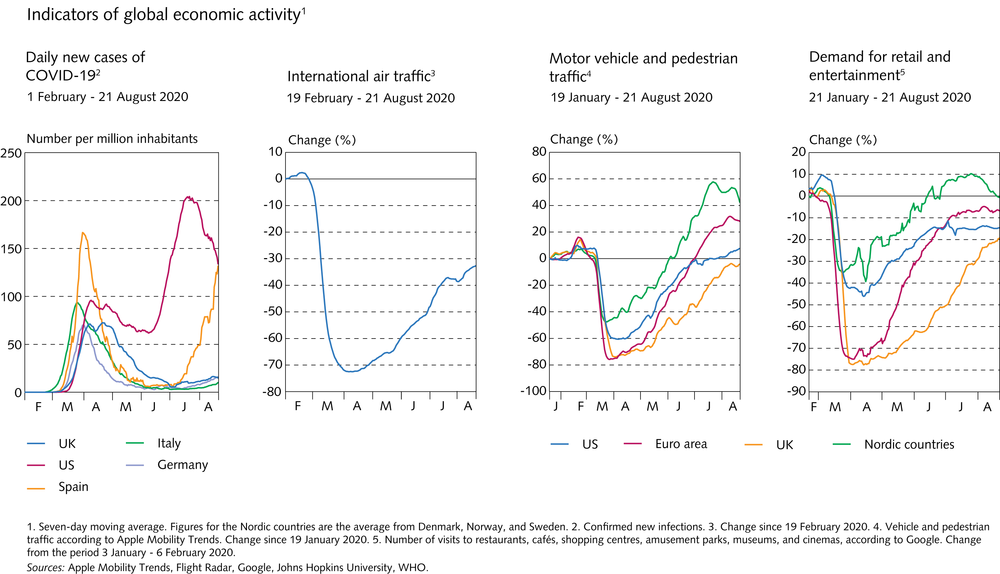 Indicators of global economic activity1
Daily new cases of
COVID-192
1 February - 21 August 2020
Number per million inhabitants
250
200
150
100
50
0
F M A M J J A
UK
Italy
US
Germany
Spain
International air traffic3
19 February - 21 August 2020
Change (%)
10
0
-10
-20
-30
-40
-50
-60
-70
-80
F M A M J J A
Motor vehicle and pedestrian
traffic4
19 January - 21 August 2020
Change (%)
80
60
40
20
0
-20
-40
-60
-80
-100
J F M A M J J A
Demand for retail and
entertainment5
21 January - 21 August 2020
Change (%)
20
10
0
-10
-20
-30
-40
-50
-60
-70
-80
-90
F M A M J J A
US Euro area UK Nordic countries
1. Seven-day moving average. Figures for the Nordic countries are the average from Denmark, Norway, and Sweden. 2. Confirmed new infections. 3. Change since 19 February 2020. 4. Vehicle and pedestrian
traffic according to Apple Mobility Trends. Change since 19 January 2020. 5. Number of visits to restaurants, cafés, shopping centres, amusement parks, museums, and cinemas, according to Google. Change
from the period 3 January - 6 February 2020.
Sources: Apple Mobility Trends, Flight Radar, Google, Johns Hopkins University, WHO.